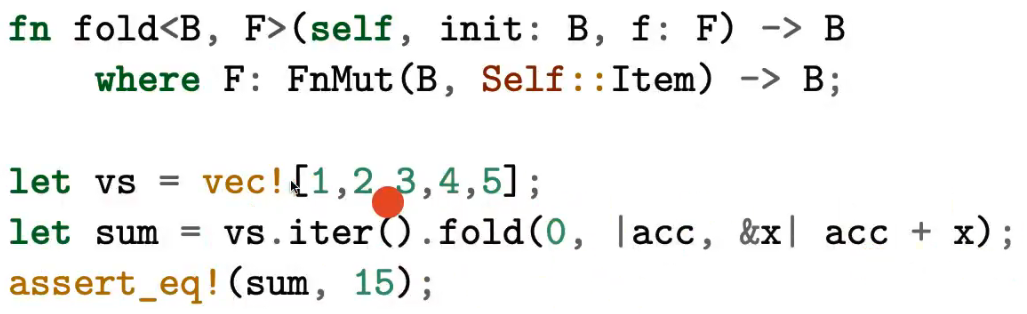 fn fold<B, F>(self, init: B, f: F) -> B
    where F: FnMut(B, Self::Item) -> B;
let vs = vec![1,2,3,4,5];
let sum = vs.iter().fold(0, |acc, &x| acc + x);
assert_eq!(sum, 15);